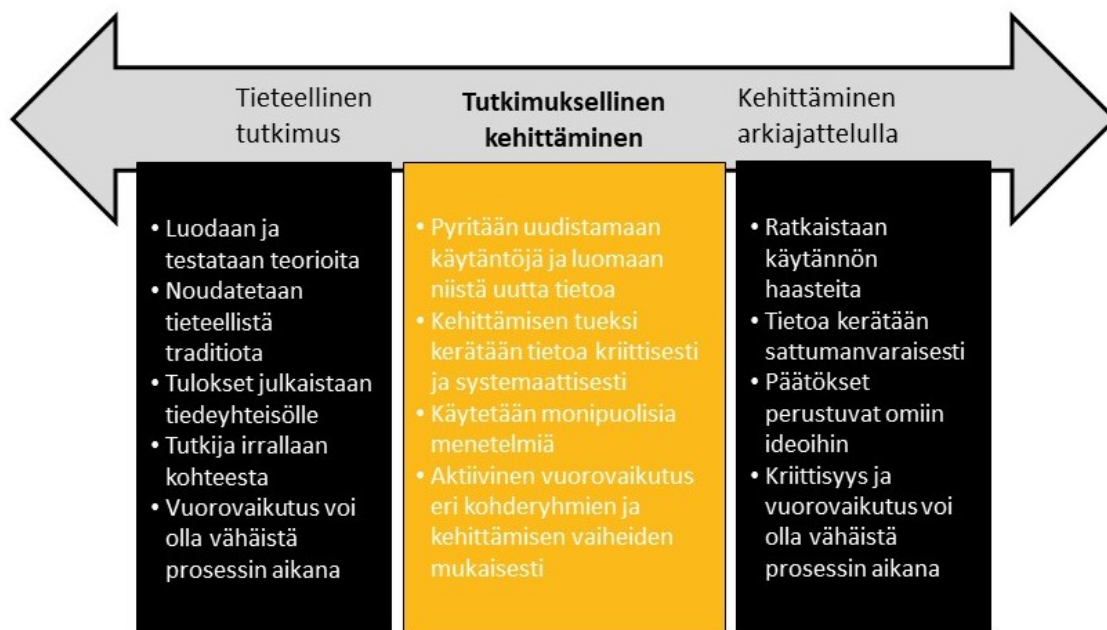 Tieteellinen
tutkimus
Tutkimuksellinen
kehittäminen
Kehittäminen
arkiajattelulla
• Luodaan ja
testataan teorioita
• Noudatetaan
tieteellistä
traditiota
• Tulokset julkaistaan
tiedeyhteisölle
• Tutkija irrallaan
kohteesta
• Vuorovaikutus voi
olla vähäistä
prosessin aikana
• Pyritään uudistamaan
käytäntöjä ja luomaan
niistä uutta tietoa
• Kehittämisen tueksi
kerätään tietoa kriittisesti
ja systemaattisesti
• Käytetään monipuolisia
menetelmiä
• Aktiivinen vuorovaikutus
eri kohderyhmien ja
kehittämisen vaiheiden
mukaisesti
• Ratkaistaan
käytännön
haasteita
• Tietoa kerätään
sattumanvaraisesti
• Päätökset
perustuvat omiin
ideoihin
• Kriittisyys ja
vuorovaikutus voi
olla vähäistä
prosessin aikana